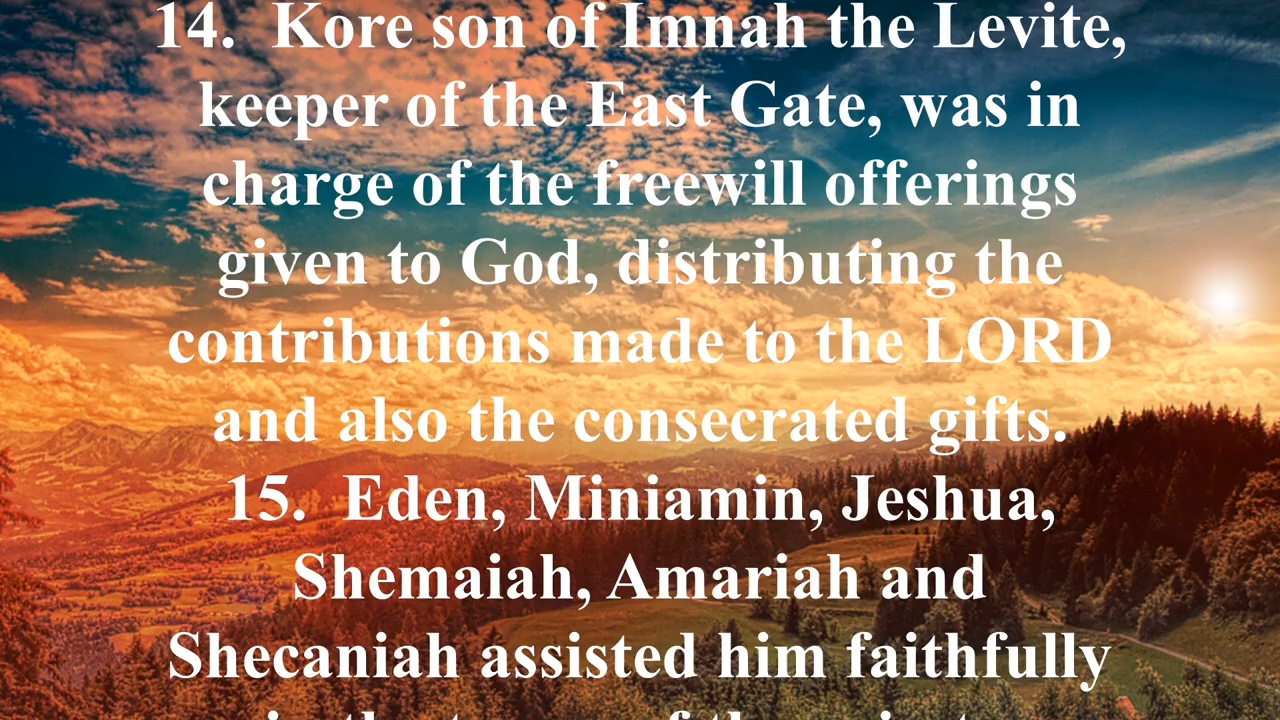 14.  Kore son of Imnah the Levite,
keeper of the East Gate, was in
charge of the freewill offerings
given to God, distributing the
contributions made to the LORD
and also the consecrated gifts.
15.  Eden, Miniamin, Jeshua,
Shemaiah, Amariah and
Shecaniah assisted him faithfully